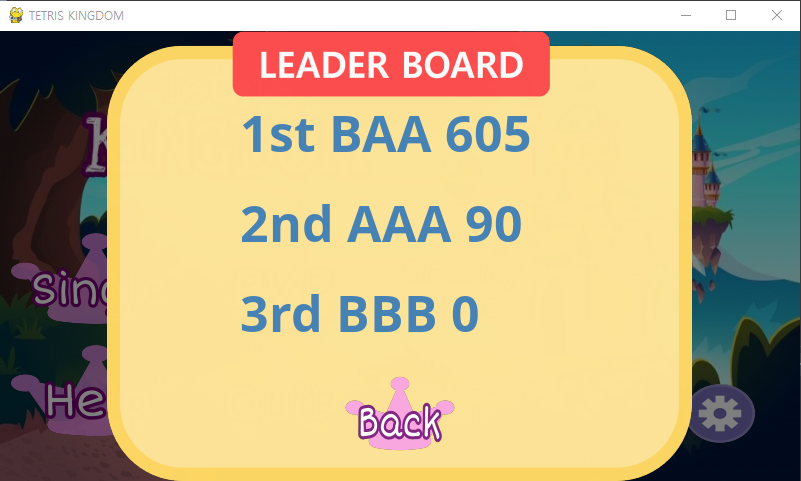 TETRIS KINGDOM
LEADER BOARD
1st BAA 605
2nd AAA 90
3rd BBB 0
Back